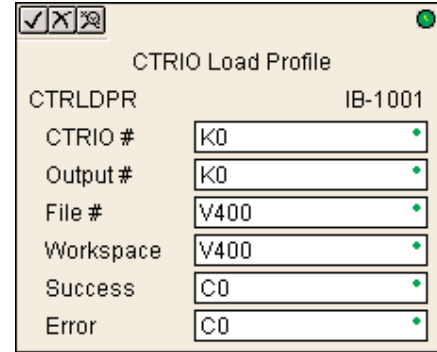 CTRIO Load Profile
CTRLDPR IB-1001
CTRIO # K0
Output # K0
File # V400
Workspace V400
Success C0
Error C0